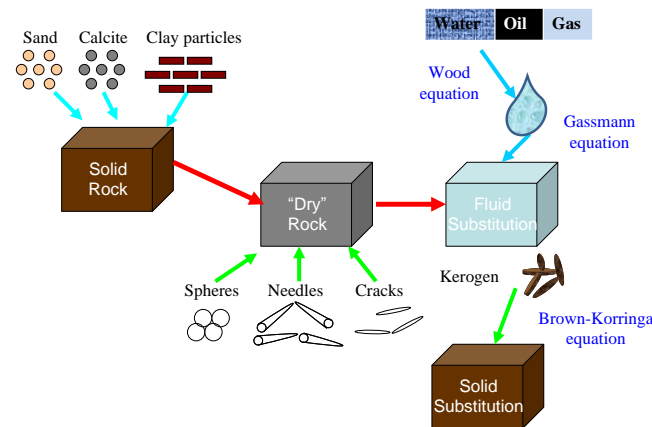 Sand Calcite Clay particles
Water Oil Gas
Wood
equation
Gassmann
equation
Solid
Rock
"Dry"
Rock
Fluid
Substitution
Spheres Needles Cracks
Kerogen
Brown-Korringa
equation
Solid
Substitution